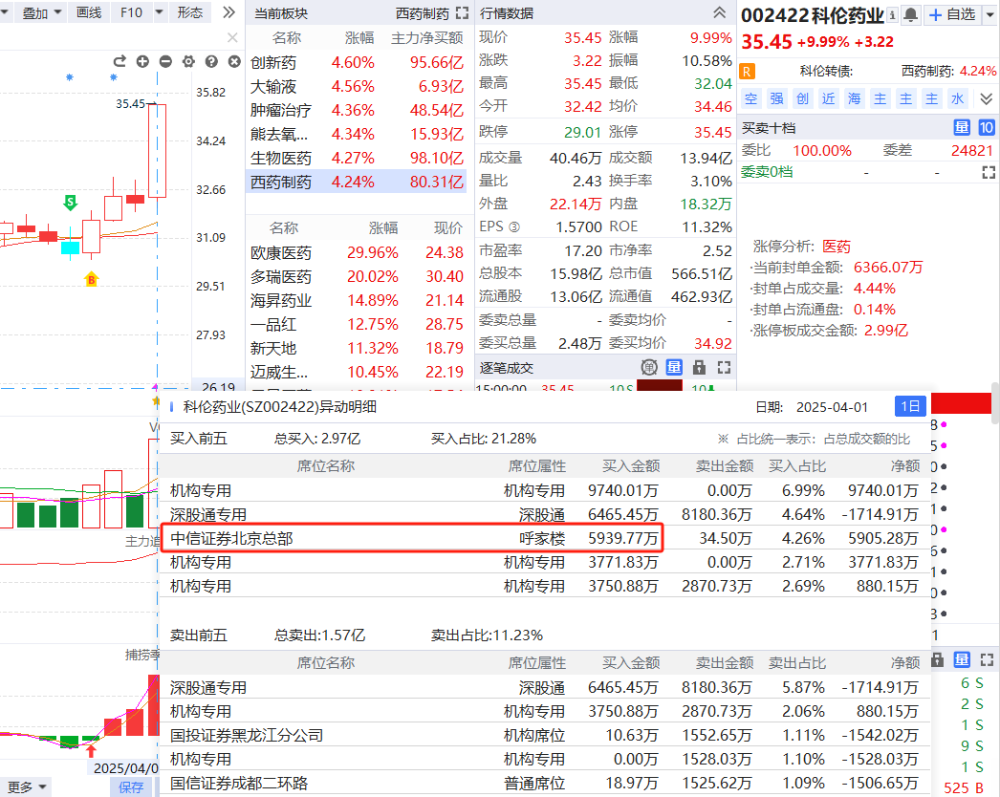 叠加 画线 F10 形态
35.82
35.45
34.24
32.66
S
31.09
B
29.51
27.93
26.19
主力追
捕捞季
2025/04/0
更多 保存
当前板块 西药制药
名称 涨幅 主力净买额
创新药 4.60% 95.66亿
大输液 4.56% 6.93亿
肿瘤治疗 4.36% 48.54亿
熊去氧... 4.34% 15.93亿
生物医药 4.27% 98.10亿
西药制药 4.24% 80.31亿
名称 涨幅 现价
欧康医药 29.96% 24.38
多瑞医药 20.02% 30.40
海昇药业 14.89% 21.14
一品红 12.75% 28.75
新天地 11.32% 18.79
迈威生... 10.45% 22.19
行情数据
现价 35.45 涨幅 9.99%
涨跌 3.22 振幅 10.58%
最高 35.45 最低 32.04
今开 32.42 均价 34.46
跌停 29.01 涨停 35.45
成交量 40.46万 成交额 13.94亿
量比 2.43 换手率 3.10%
外盘 22.14万 内盘 18.32万
EPS ③ 1.5700 ROE 11.32%
市盈率 17.20 市净率 2.52
总股本 15.98亿 总市值 566.51亿
流通股 13.06亿 流通值 462.93亿
委卖总量 - 委卖均价 -
委买总量 2.48万 委买均价 34.92
逐笔成交 单 量
15:00:00 35.45 10 S
002422 科伦药业 自选
35.45 +9.99% +3.22
R 科伦转债: 西药制药: 4.24%
空 强 创 近 海 主 主 主 水
买卖十档 量 10
委比 100.00% 委差 24821
委卖0档 - -
涨停分析: 医药
·当前封单金额: 6366.07万
·封单占成交量: 4.44%
·封单占流通盘: 0.14%
·涨停板成交金额: 2.99亿
科伦药业(SZ002422)异动明细 日期: 2025-04-01 1日
买入前五 总买入: 2.97亿 买入占比: 21.28% ※ 占比统一表示: 占总成交额的比
席位名称 席位属性 买入金额 卖出金额 买入占比 净额
机构专用 机构专用 9740.01万 0.00万 6.99% 9740.01万
深股通专用 深股通 6465.45万 8180.36万 4.64% -1714.91万
中信证券北京总部 呼家楼 5939.77万 34.50万 4.26% 5905.28万
机构专用 机构专用 3771.83万 0.00万 2.71% 3771.83万
机构专用 机构专用 3750.88万 2870.73万 2.69% 880.15万
卖出前五 总卖出:1.57亿 卖出占比:11.23%
席位名称 席位属性 买入金额 卖出金额 卖出占比 净额
深股通专用 深股通 6465.45万 8180.36万 5.87% -1714.91万
机构专用 机构专用 3750.88万 2870.73万 2.06% 880.15万
国投证券黑龙江分公司 机构席位 10.63万 1552.65万 1.11% -1542.02万
机构专用 机构专用 0.00万 1528.03万 1.10% -1528.03万
国信证券成都二环路 普通席位 18.97万 1525.62万 1.09% -1506.65万
量
6 S
2 S
1 S
9 S
1 S
525 B